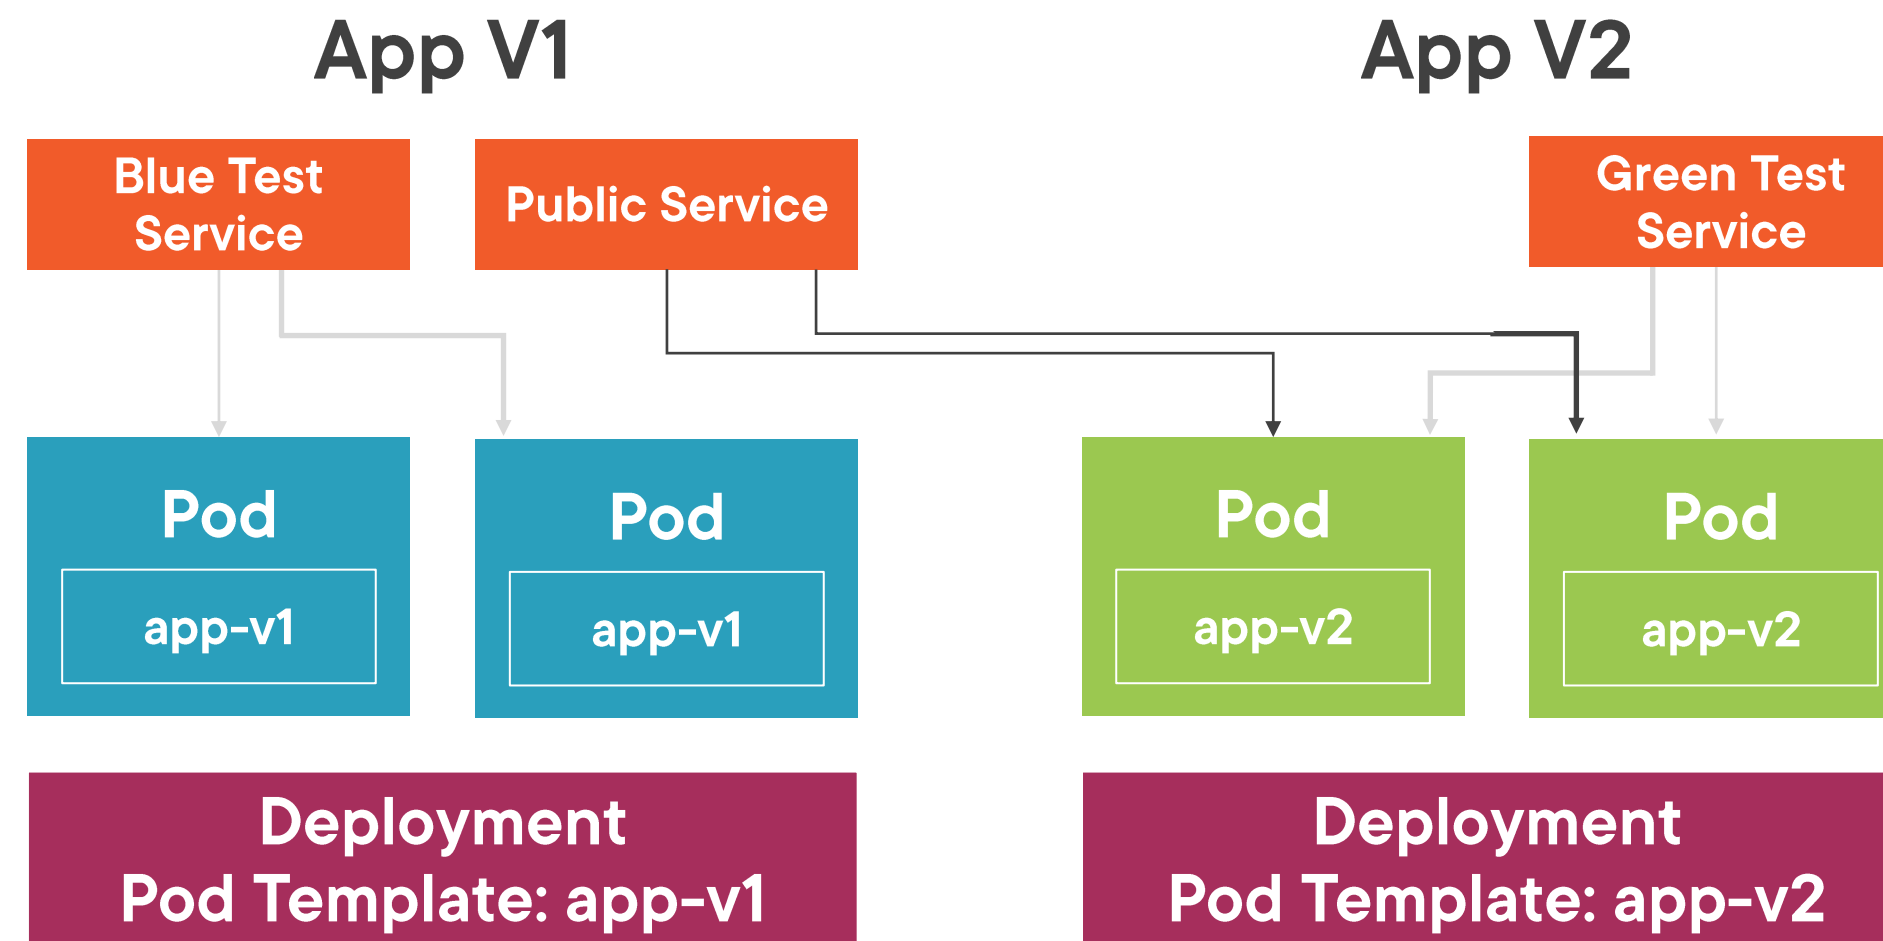 App V1
App V2
Blue Test
Service
Public Service
Green Test
Service
Pod
app-v1
Pod
app-v1
Pod
app-v2
Pod
app-v2
Deployment
Pod Template: app-v1
Deployment
Pod Template: app-v2